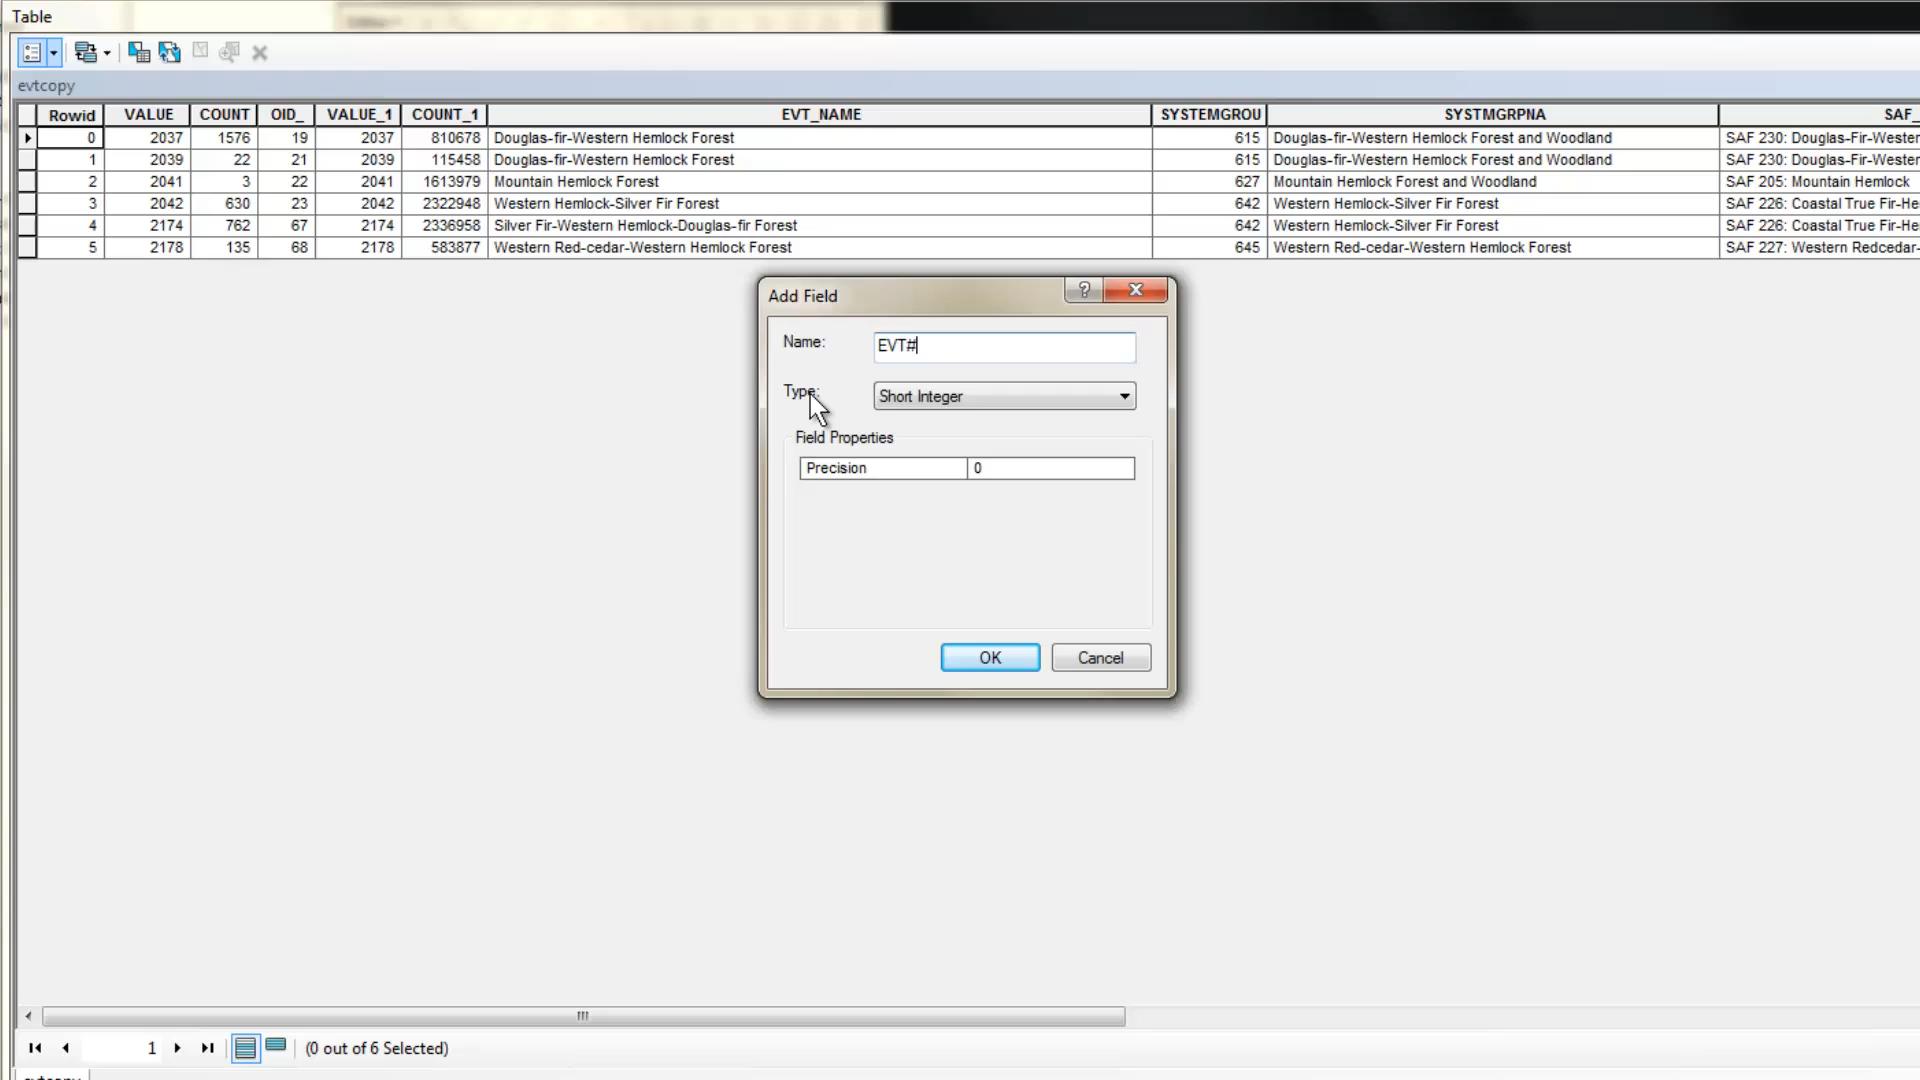 Table
evtcopy
Rowid VALUE COUNT OID_ VALUE_1 COUNT_1 EVT_NAME SYSTEMGROU SYSTMGRPNA SAF_
0 2037 1576 19 2037 810678 Douglas-fir-Western Hemlock Forest 615 Douglas-fir-Western Hemlock Forest and Woodland SAF 230: Douglas-Fir-Wester
1 2039 22 21 2039 115458 Douglas-fir-Western Hemlock Forest 615 Douglas-fir-Western Hemlock Forest and Woodland SAF 230: Douglas-Fir-Wester
2 2041 3 22 2041 1613979 Mountain Hemlock Forest 627 Mountain Hemlock Forest and Woodland SAF 205: Mountain Hemlock
3 2042 630 23 2042 2322948 Western Hemlock-Silver Fir Forest 642 Western Hemlock-Silver Fir Forest SAF 226: Coastal True Fir-He
4 2174 762 67 2174 2336958 Silver Fir-Western Hemlock-Douglas-fir Forest 642 Western Hemlock-Silver Fir Forest SAF 226: Coastal True Fir-He
5 2178 135 68 2178 583877 Western Red-cedar-Western Hemlock Forest 645 Western Red-cedar-Western Hemlock Forest SAF 227: Western Redcedar-
Add Field
Name: EVT#
Type: Short Integer
Field Properties
Precision 0
OK Cancel
1 (0 out of 6 Selected)